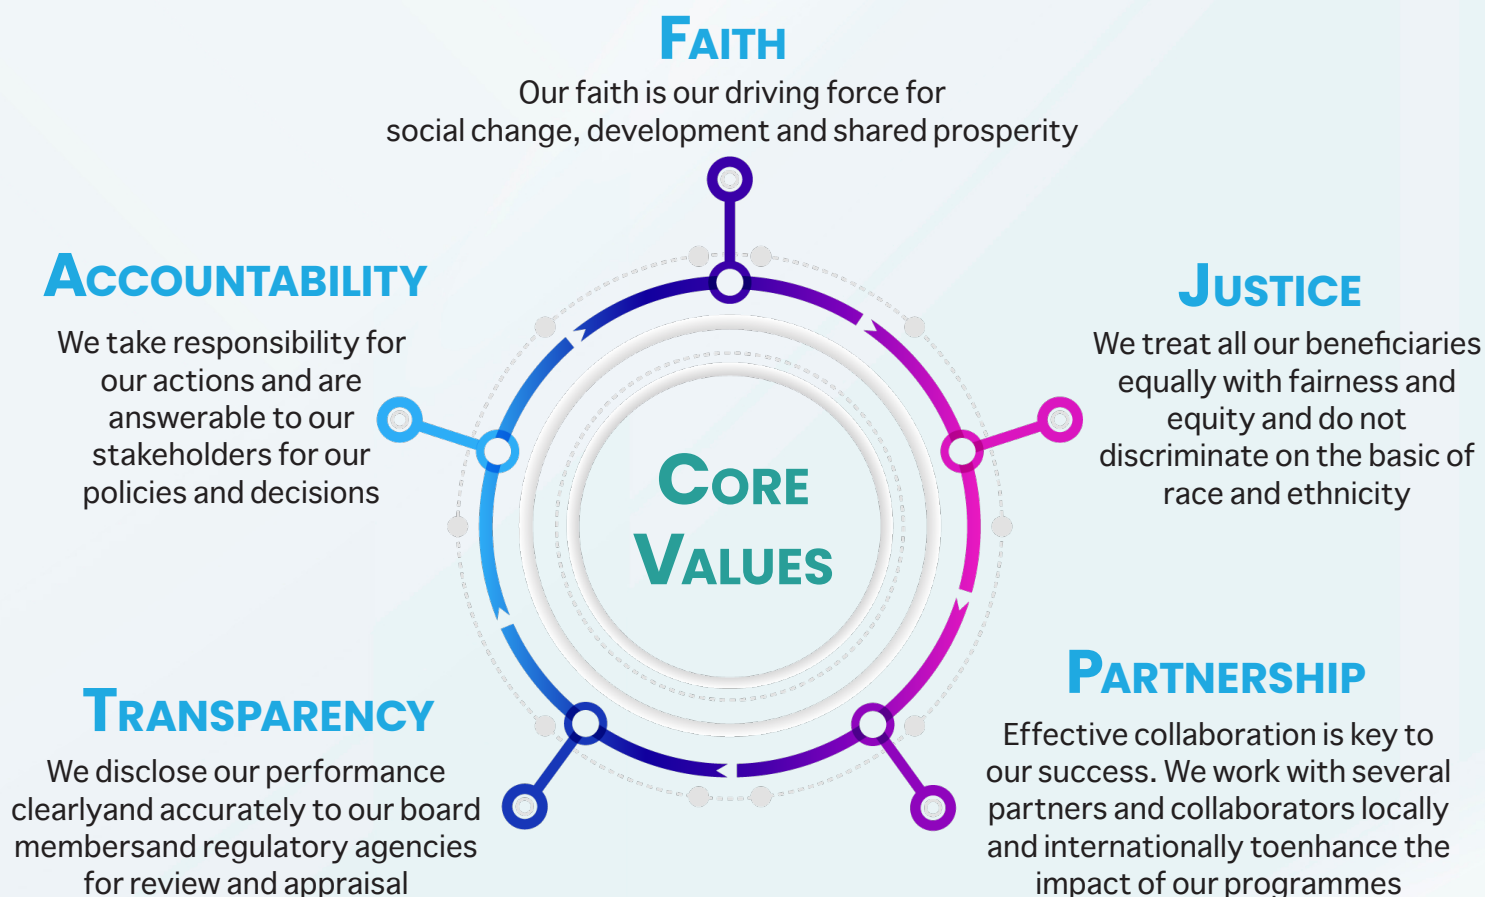 FAITH
Our faith is our driving force for
social change, development and shared prosperity
ACCOUNTABILITY
We take responsibility for
our actions and are
answerable to our
stakeholders for our
policies and decisions
JUSTICE
We treat all our beneficiaries
equally with fairness and
equity and do not
discriminate on the basic of
race and ethnicity
CORE
VALUES
TRANSPARENCY
We disclose our performance
clearlyand accurately to our board
membersand regulatory agencies
for review and appraisal
PARTNERSHIP
Effective collaboration is key to
our success. We work with several
partners and collaborators locally
and internationally toenhance the
impact of our programmes